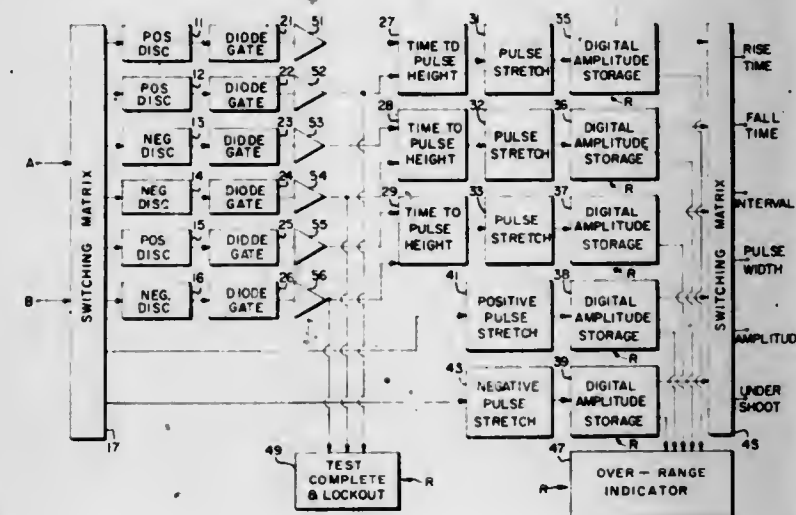 11 21 51 27 31 35
POS DISC DIODE GATE TIME TO PULSE HEIGHT PULSE STRETCH DIGITAL AMPLITUDE STORAGE RISE TIME
12 22 52 R
POS DISC DIODE GATE
28 32 36
13 23 53
NEG DISC DIODE GATE TIME TO PULSE HEIGHT PULSE STRETCH DIGITAL AMPLITUDE STORAGE FALL TIME
A
14 24 54 R
NEG DISC DIODE GATE
29 33 37
INTERVAL
15 25 55
POS DISC DIODE GATE TIME TO PULSE HEIGHT PULSE STRETCH DIGITAL AMPLITUDE STORAGE
R
PULSE WIDTH
16 26 56 41 38
B
NEG. DISC DIODE GATE POSITIVE PULSE STRETCH DIGITAL AMPLITUDE STORAGE
R
AMPLITUD
SWITCHING MATRIX
SWITCHING MATRIX
43 39
NEGATIVE PULSE STRETCH DIGITAL AMPLITUDE STORAGE UNDER SHOOT
R
17 49 47 45
TEST COMPLETE & LOCKOUT R
R OVER-RANGE INDICATOR